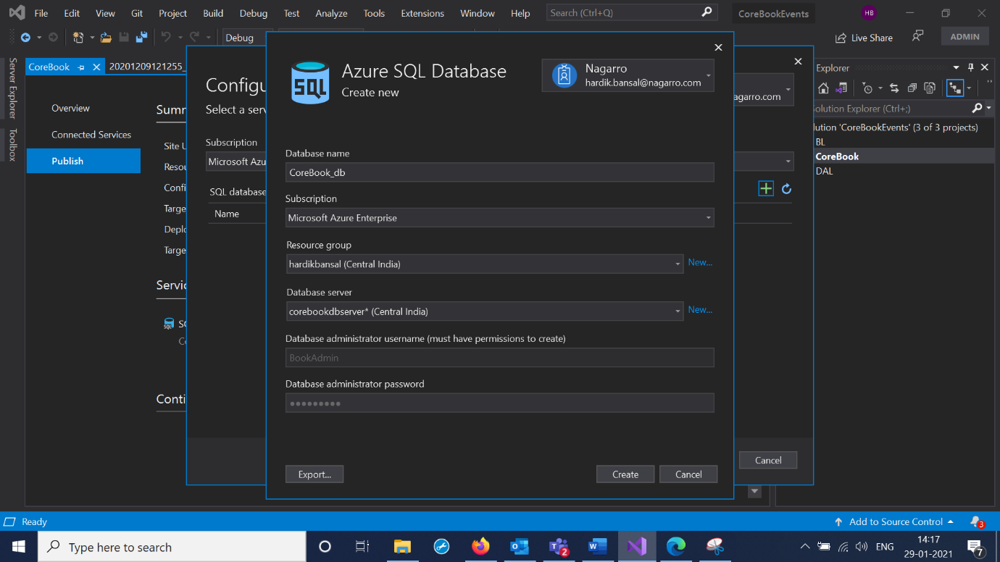 File Edit View Git Project Build Debug Test Analyze Tools Extensions Window Help Search (Ctrl+Q) CoreBookEvents HB
Debug Live Share ADMIN
Server Explorer
Toolbox
CoreBook 20201209121255_
Overview
Connected Services
Publish
Summ
Site U
Resou
Confi
Targe
Deplo
Targe
Servic
SQL
Conti
Configu
Select a serv
Subscription
Microsoft Azu
SQL database
Name
agarro.com
Cancel
SQL
Azure SQL Database
Create new
Nagarro
hardik.bansal@nagarro.com
Database name
CoreBook_db
Subscription
Microsoft Azure Enterprise
Resource group
hardikbansal (Central India) New...
Database server
corebookdbserver* (Central India) New...
Database administrator username (must have permissions to create)
BookAdmin
Database administrator password
●●●●●●●●●
Export... Create Cancel
Explorer
olution Explorer (Ctrl+;)
lution 'CoreBookEvents' (3 of 3 projects)
BL
CoreBook
DAL
Ready Add to Source Control 3
Type here to search 2 ENG 14:17
29-01-2021 7